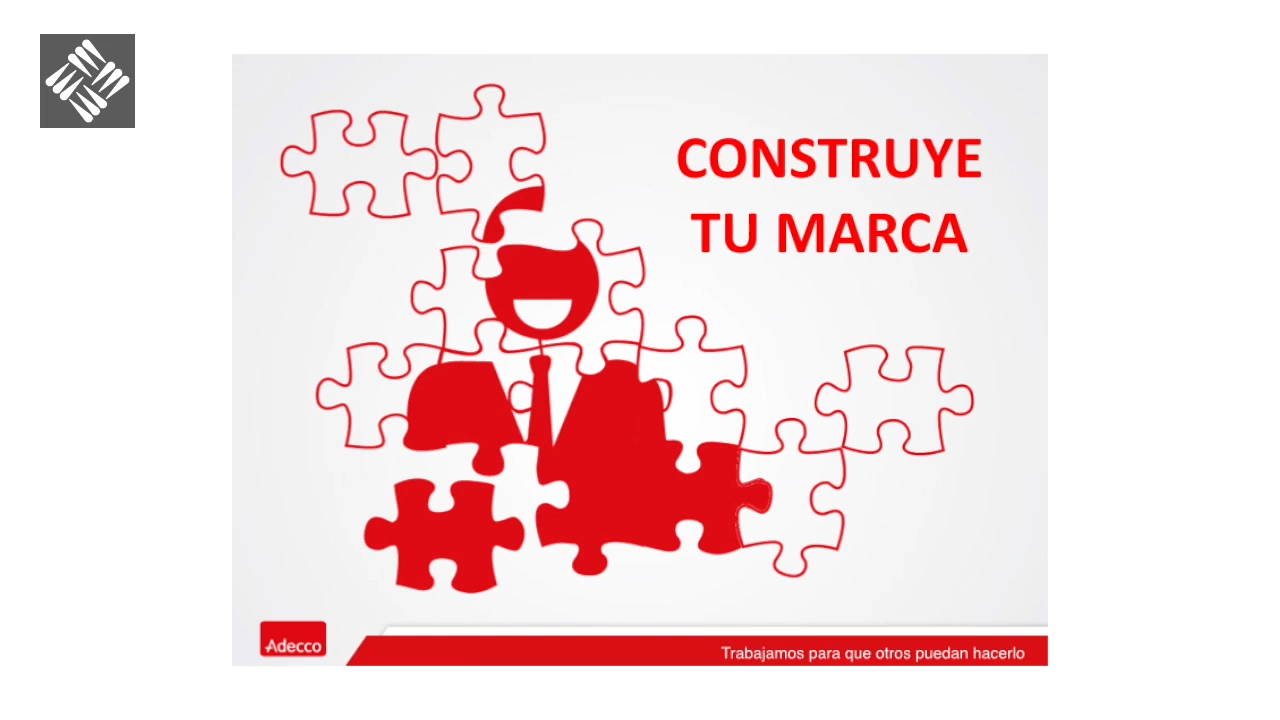 CONSTRUYE
TU MARCA
Adecco
Trabajamos para que otros puedan hacerlo